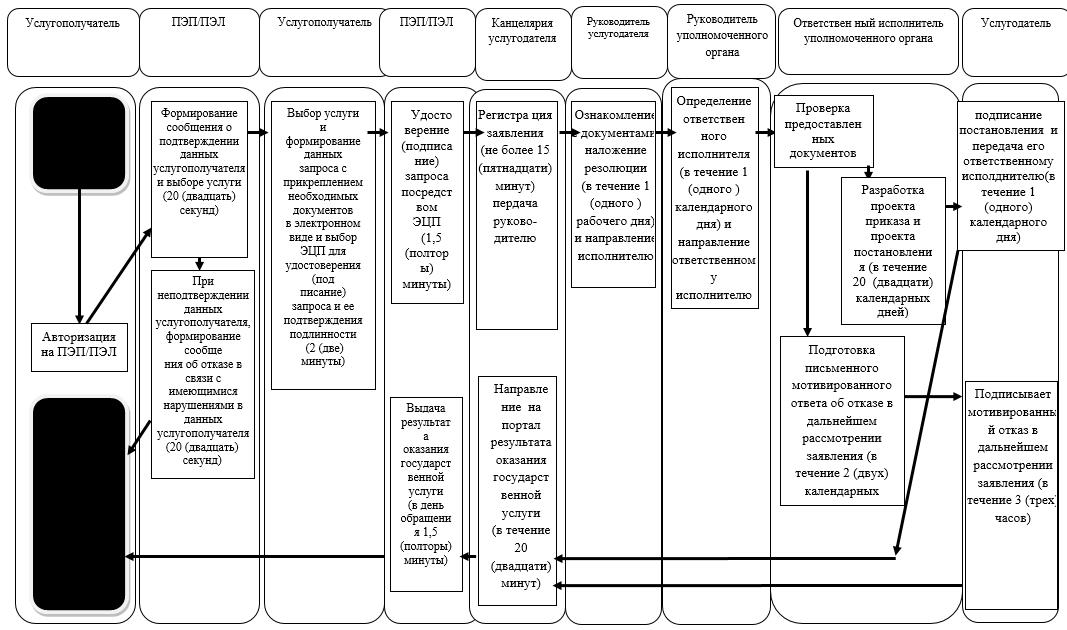 Услугополучатель
ПЭП/ПЭЛ
Услугополучатель
ПЭП/ПЭЛ
Канцелярия
услугодателя
Руководитель
услугодателя
Руководитель
уполномоченного
органа
Ответствен ный исполнитель
уполномоченного органа
Услугодатель
Авторизация
на ПЭП/ПЭЛ
Формирование
сообщения о
подтверждении
данных
услугополучателя
и выборе услуги
(20 (двадцать)
секунд)
При
неподтверждении
данных
услугополучателя,
формирование
сообще
ния об отказе в
связи с
имеющимися
нарушениями в
данных
услугополучателя
(20 (двадцать)
секунд)
Выбор услуги
и
формирование
данных
запроса с
прикреплением
необходимых
документов
в электронном
виде и выбор
ЭЦП для
удостоверения
(под
писание)
запроса и ее
подтверждения
подлинности
(2 (две)
минуты)
Удосто
верение
(подписа
ние)
запроса
посредст
вом
ЭЦП
(1,5
(полтор
ы)
минуты)
Выдача
результат
а
оказания
государст
венной
услуги
(в день
обращени
я 1,5
(полторы)
минуты)
Регистра ция
заявления
(не более 15
(пятнадцати)
минут)
пердача
руково-
дителю
Направле
ние на
портал
результата
оказания
государст
венной
услуги
(в течение
20
(двадцати)
минут)
Ознакомление
с документами
наложение
резолюции
(в течение 1
(одного )
рабочего дня)
и направление
исполнителю
Определение
ответствен
ного
исполнителя
(в течение 1
(одного )
календарного
дня) и
направление
ответственном
у
исполнителю
Проверка
предоставлен
ных
документов
Разработка
проекта
приказа и
проекта
постановлени
я (в течение
20 (двадцати)
календарных
дней)
Подготовка
письменного
мотивированного
ответа об отказе в
дальнейшем
рассмотрении
заявления (в
течение 2 (двух)
календарных
подписание
постановления и
передача его
ответственному
исполднителю(в
течение 1
(одного)
календарного
дня)
Подписывает
мотивированны
й отказ в
дальнейшем
рассмотрении
заявления (в
течение 3 (трех)
часов)